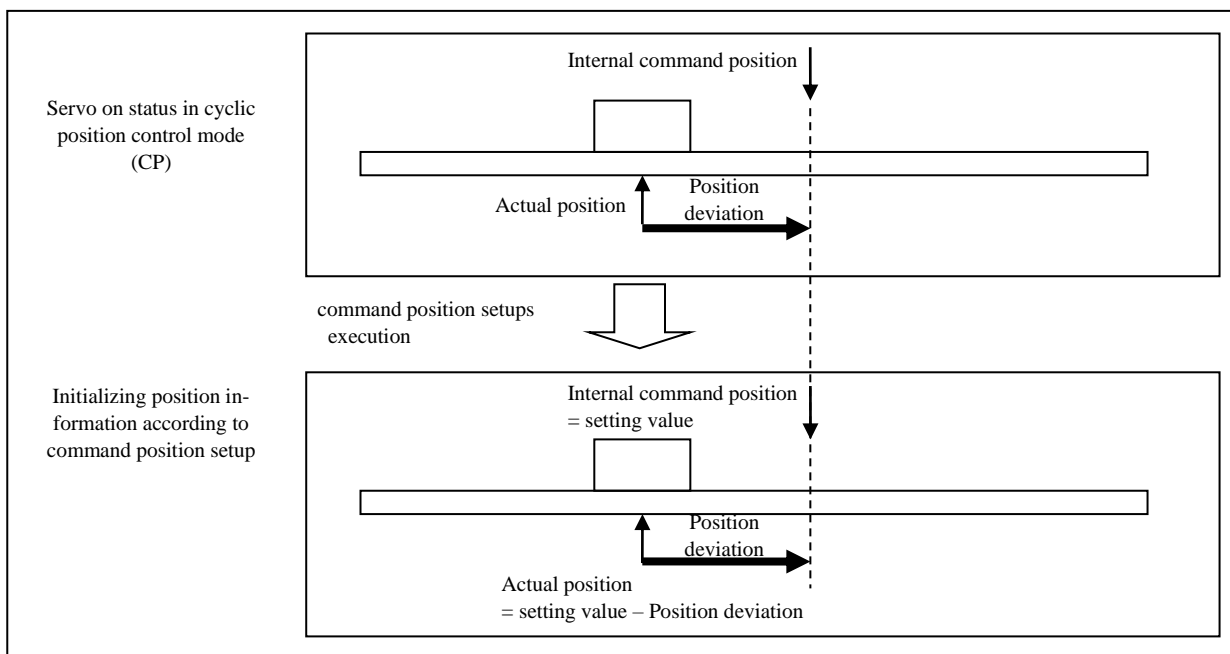 Internal command position
Servo on status in cyclic
position control mode
(CP)
Position
deviation
Actual position
command position setups
execution
Initializing position in-
formation according to
command position setup
Internal command position
= setting value
Position
deviation
Actual position
= setting value – Position deviation